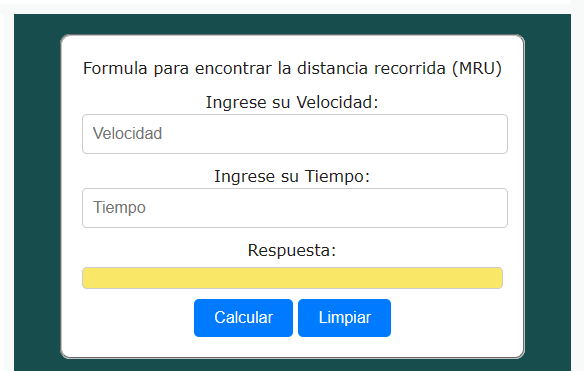 Formula para encontrar la distancia recorrida (MRU)
Ingrese su Velocidad:
Velocidad
Ingrese su Tiempo:
Tiempo
Respuesta:
Calcular Limpiar